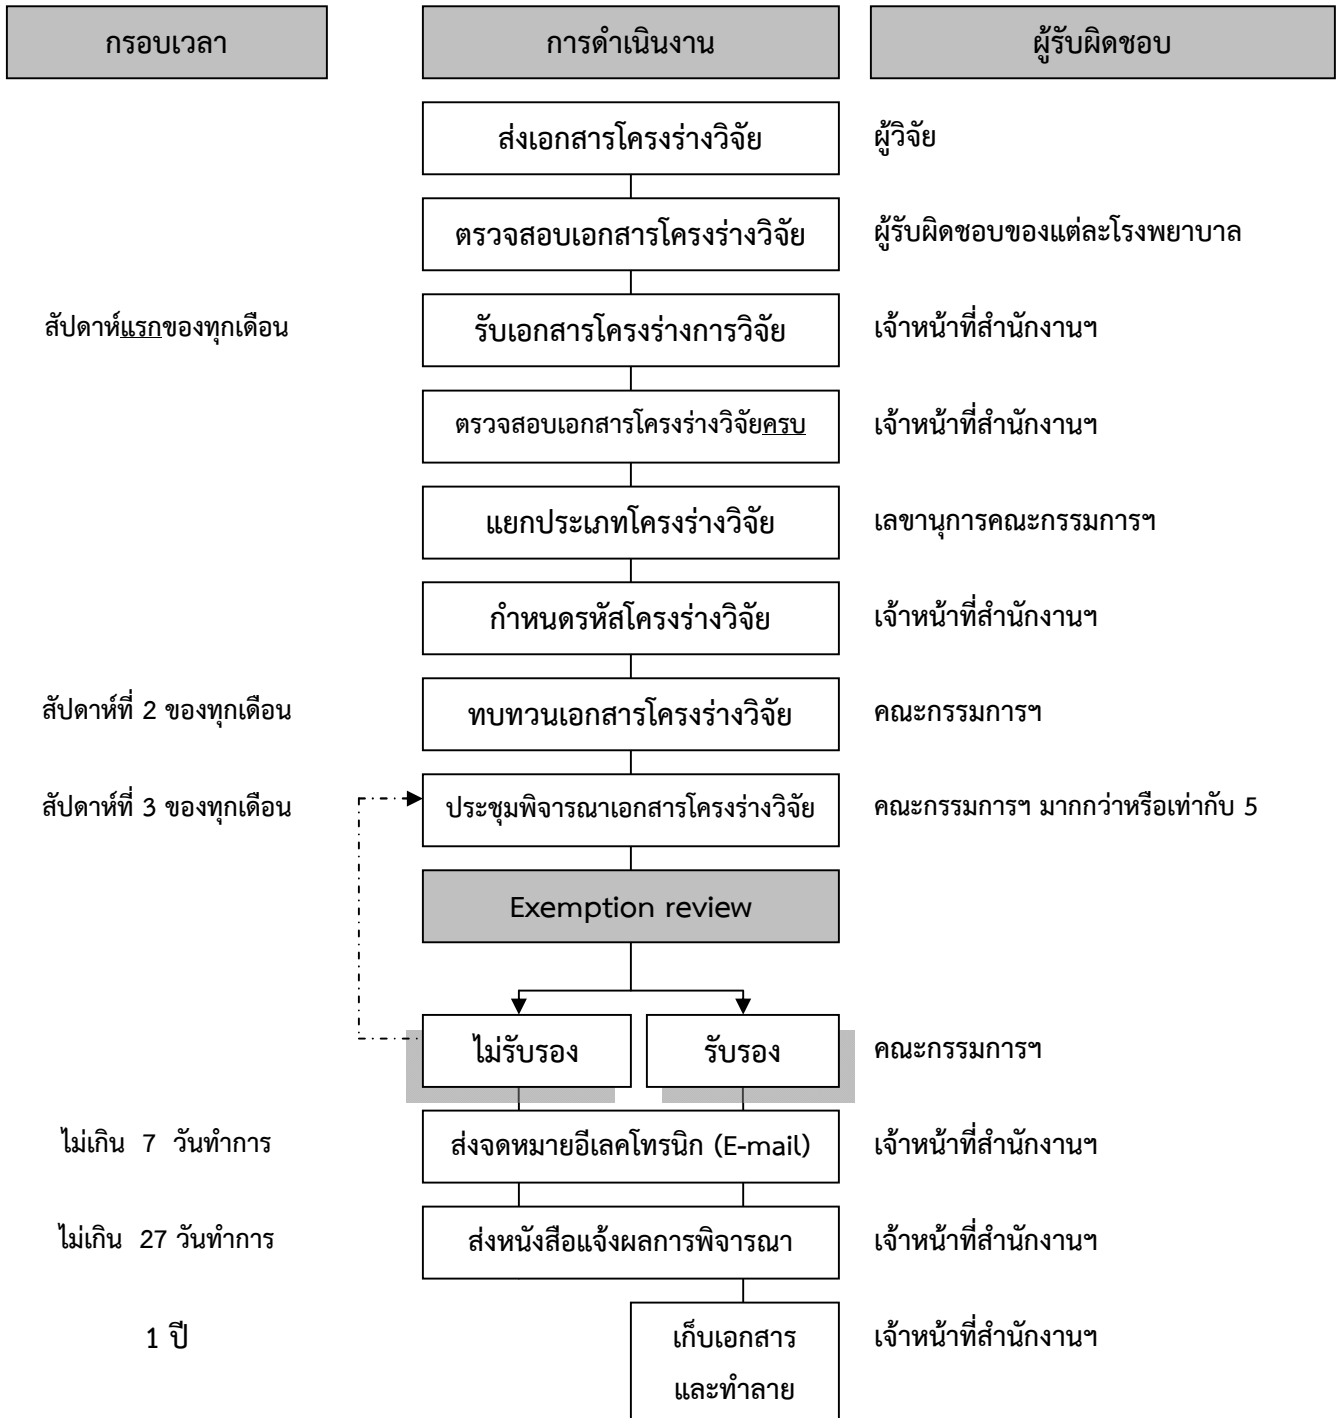 กรอบเวลา การดำเนินงาน ผู้รับผิดชอบ
ส่งเอกสารโครงร่างวิจัย ผู้วิจัย
ตรวจสอบเอกสารโครงร่างวิจัย ผู้รับผิดชอบของแต่ละโรงพยาบาล
สัปดาห์แรกของทุกเดือน รับเอกสารโครงร่างการวิจัย เจ้าหน้าที่สำนักงานฯ
ตรวจสอบเอกสารโครงร่างวิจัยครบ เจ้าหน้าที่สำนักงานฯ
แยกประเภทโครงร่างวิจัย เลขานุการคณะกรรมการฯ
กำหนดรหัสโครงร่างวิจัย เจ้าหน้าที่สำนักงานฯ
สัปดาห์ที่ 2 ของทุกเดือน ทบทวนเอกสารโครงร่างวิจัย คณะกรรมการฯ
สัปดาห์ที่ 3 ของทุกเดือน ประชุมพิจารณาเอกสารโครงร่างวิจัย คณะกรรมการฯ มากกว่าหรือเท่ากับ 5
Exemption review
ไม่รับรอง รับรอง คณะกรรมการฯ
ไม่เกิน 7 วันทำการ ส่งจดหมายอีเลคโทรนิก (E-mail) เจ้าหน้าที่สำนักงานฯ
ไม่เกิน 27 วันทำการ ส่งหนังสือแจ้งผลการพิจารณา เจ้าหน้าที่สำนักงานฯ
1 ปี เก็บเอกสาร เจ้าหน้าที่สำนักงานฯ
และทำลาย